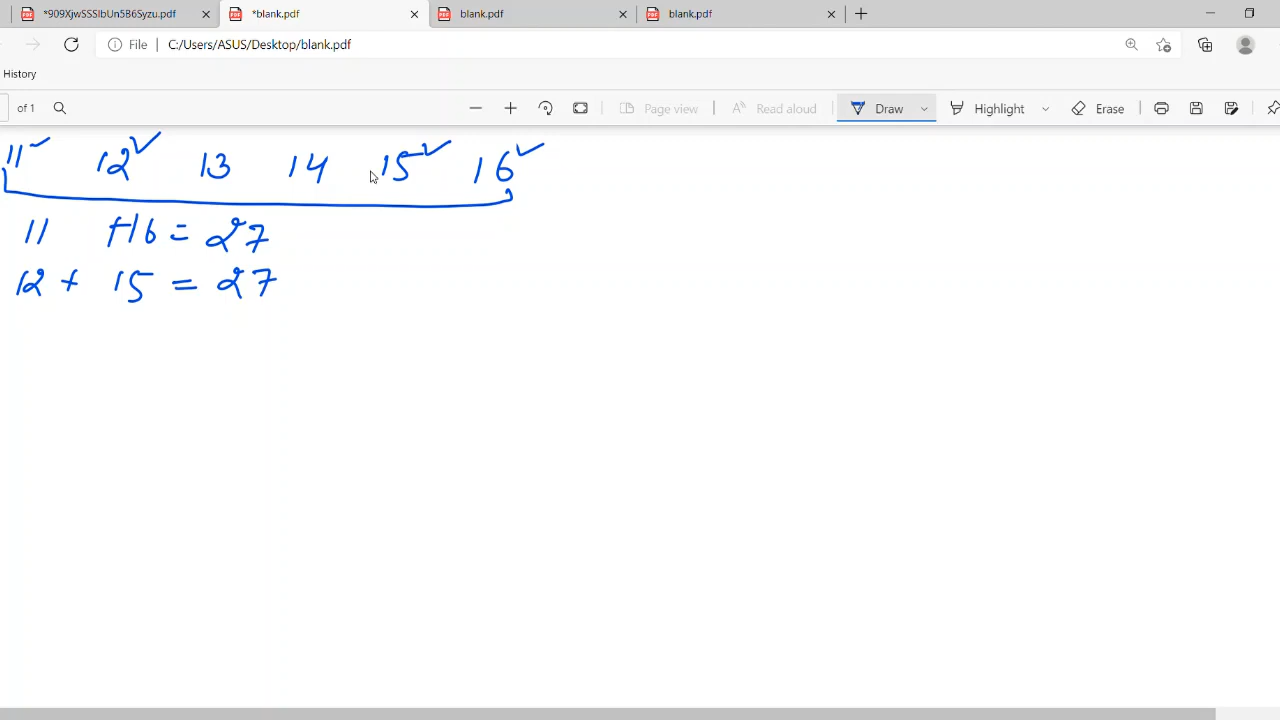 *909XjwSSSlbUn5B6Syzu.pdf *blank.pdf blank.pdf blank.pdf
File C:/Users/ASUS/Desktop/blank.pdf
History
of 1 Page view Read aloud Draw Highlight Erase
11 12 13 14 15 16
11 +16 = 27
12 + 15 = 27